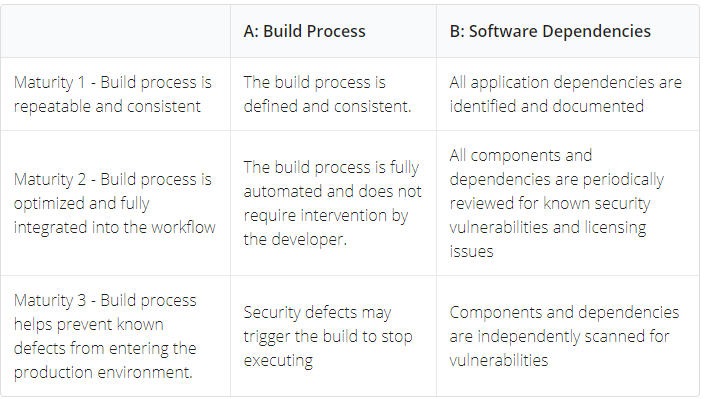 A: Build Process
B: Software Dependencies
Maturity 1 - Build process is
repeatable and consistent
The build process is
defined and consistent.
All application dependencies are
identified and documented
Maturity 2 - Build process is
optimized and fully
integrated into the workflow
The build process is fully
automated and does not
require intervention by
the developer.
All components and
dependencies are periodically
reviewed for known security
vulnerabilities and licensing
issues
Maturity 3 - Build process
helps prevent known
defects from entering the
production environment.
Security defects may
trigger the build to stop
executing
Components and dependencies
are independently scanned for
vulnerabilities